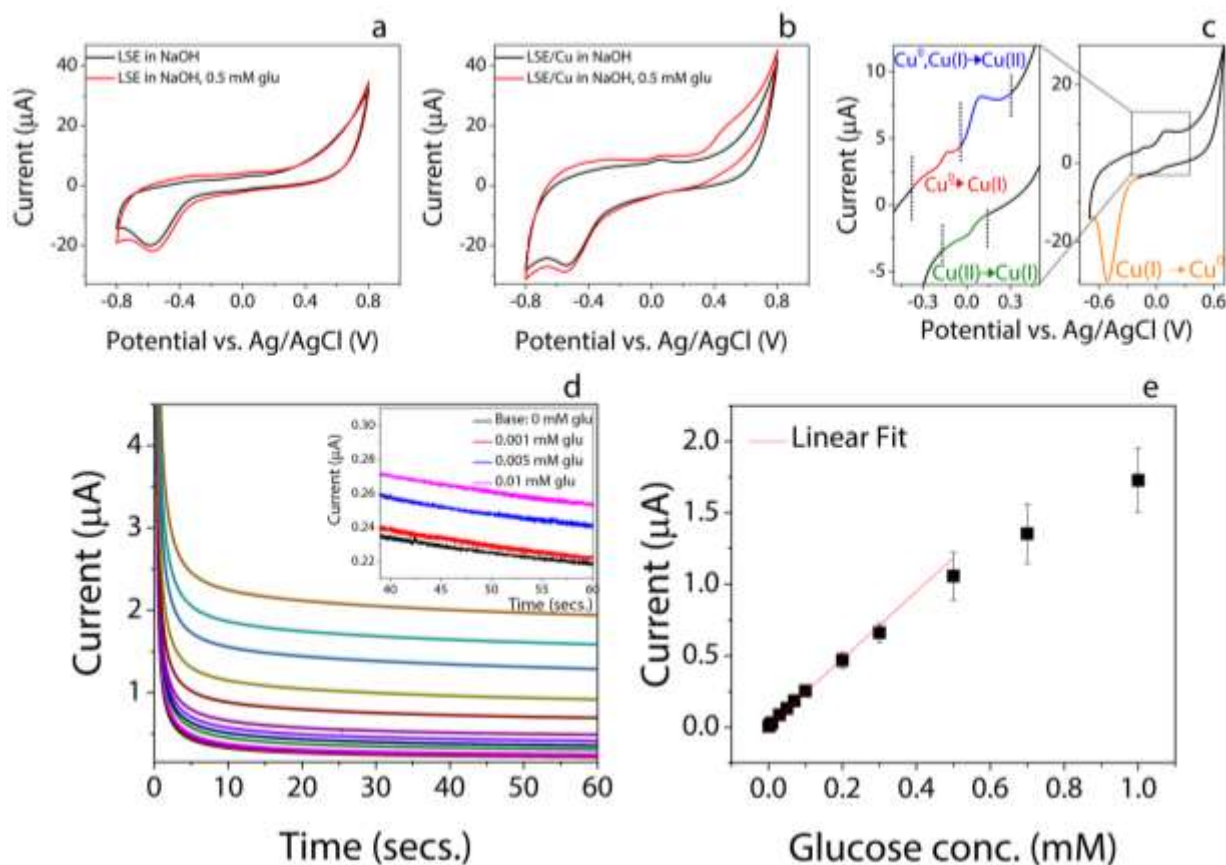 a
LSE in NaOH
LSE in NaOH, 0.5 mM glu
Current (µA)
40
20
0
-20
-0.8 -0.4 0.0 0.4 0.8
Potential vs. Ag/AgCl (V)
b
LSE/Cu in NaOH
LSE/Cu in NaOH, 0.5 mM glu
Current (µA)
40
20
0
-20
-0.8 -0.4 0.0 0.4 0.8
Potential vs. Ag/AgCl (V)
c
Cu⁰,Cu(I)→Cu(II)
Cu⁰→Cu(I)
Cu(II)→Cu(I)
Current (µA)
10
5
0
-5
-0.3 0.0 0.3
20
0
-20
Cu(I) →Cu⁰
-0.6 0.0 0.6
Potential vs. Ag/AgCl (V)
d
Current (µA)
4
3
2
1
0 10 20 30 40 50 60
Time (secs.)
Base: 0 mM glu
0.001 mM glu
0.005 mM glu
0.01 mM glu
Current (µA)
0.30
0.28
0.26
0.24
0.22
40 45 50 55 60
Time (secs.)
e
Linear Fit
Current (µA)
2.0
1.5
1.0
0.5
0.0
0.0 0.2 0.4 0.6 0.8 1.0
Glucose conc. (mM)